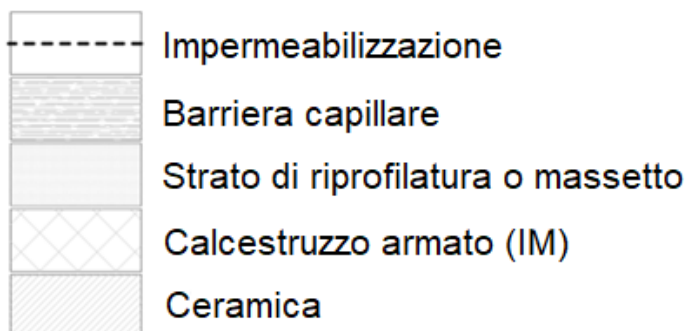 Impermeabilizzazione
Barriera capillare
Strato di riprofilatura o massetto
Calcestruzzo armato (IM)
Ceramica